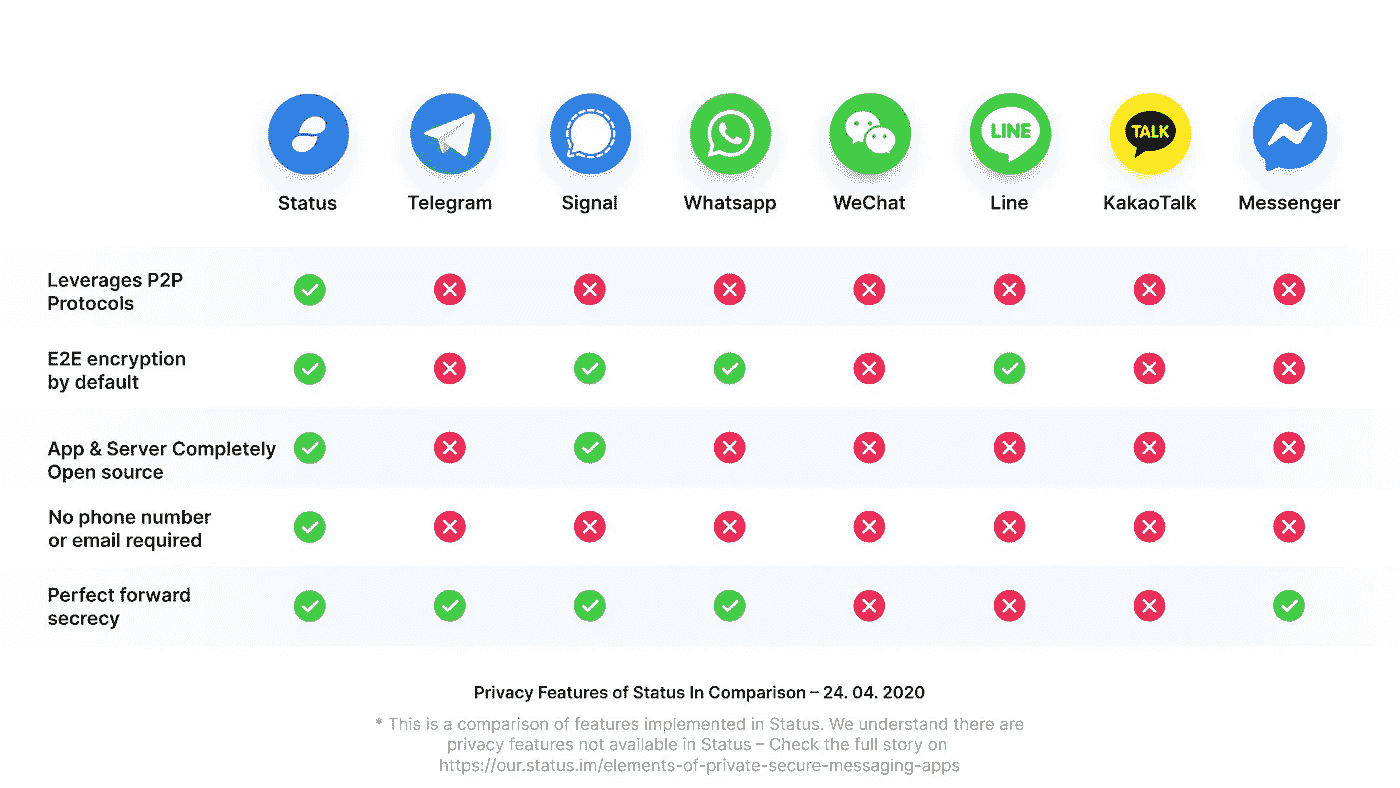 LINE
TALK
Status Telegram Signal Whatsapp WeChat Line KakaoTalk Messenger
Leverages P2P
Protocols
E2E encryption
by default
App & Server Completely
Open source
No phone number
or email required
Perfect forward
secrecy
Privacy Features of Status In Comparison – 24. 04. 2020
* This is a comparison of features implemented in Status. We understand there are
privacy features not available in Status – Check the full story on
https://our.status.im/elements-of-private-secure-messaging-apps